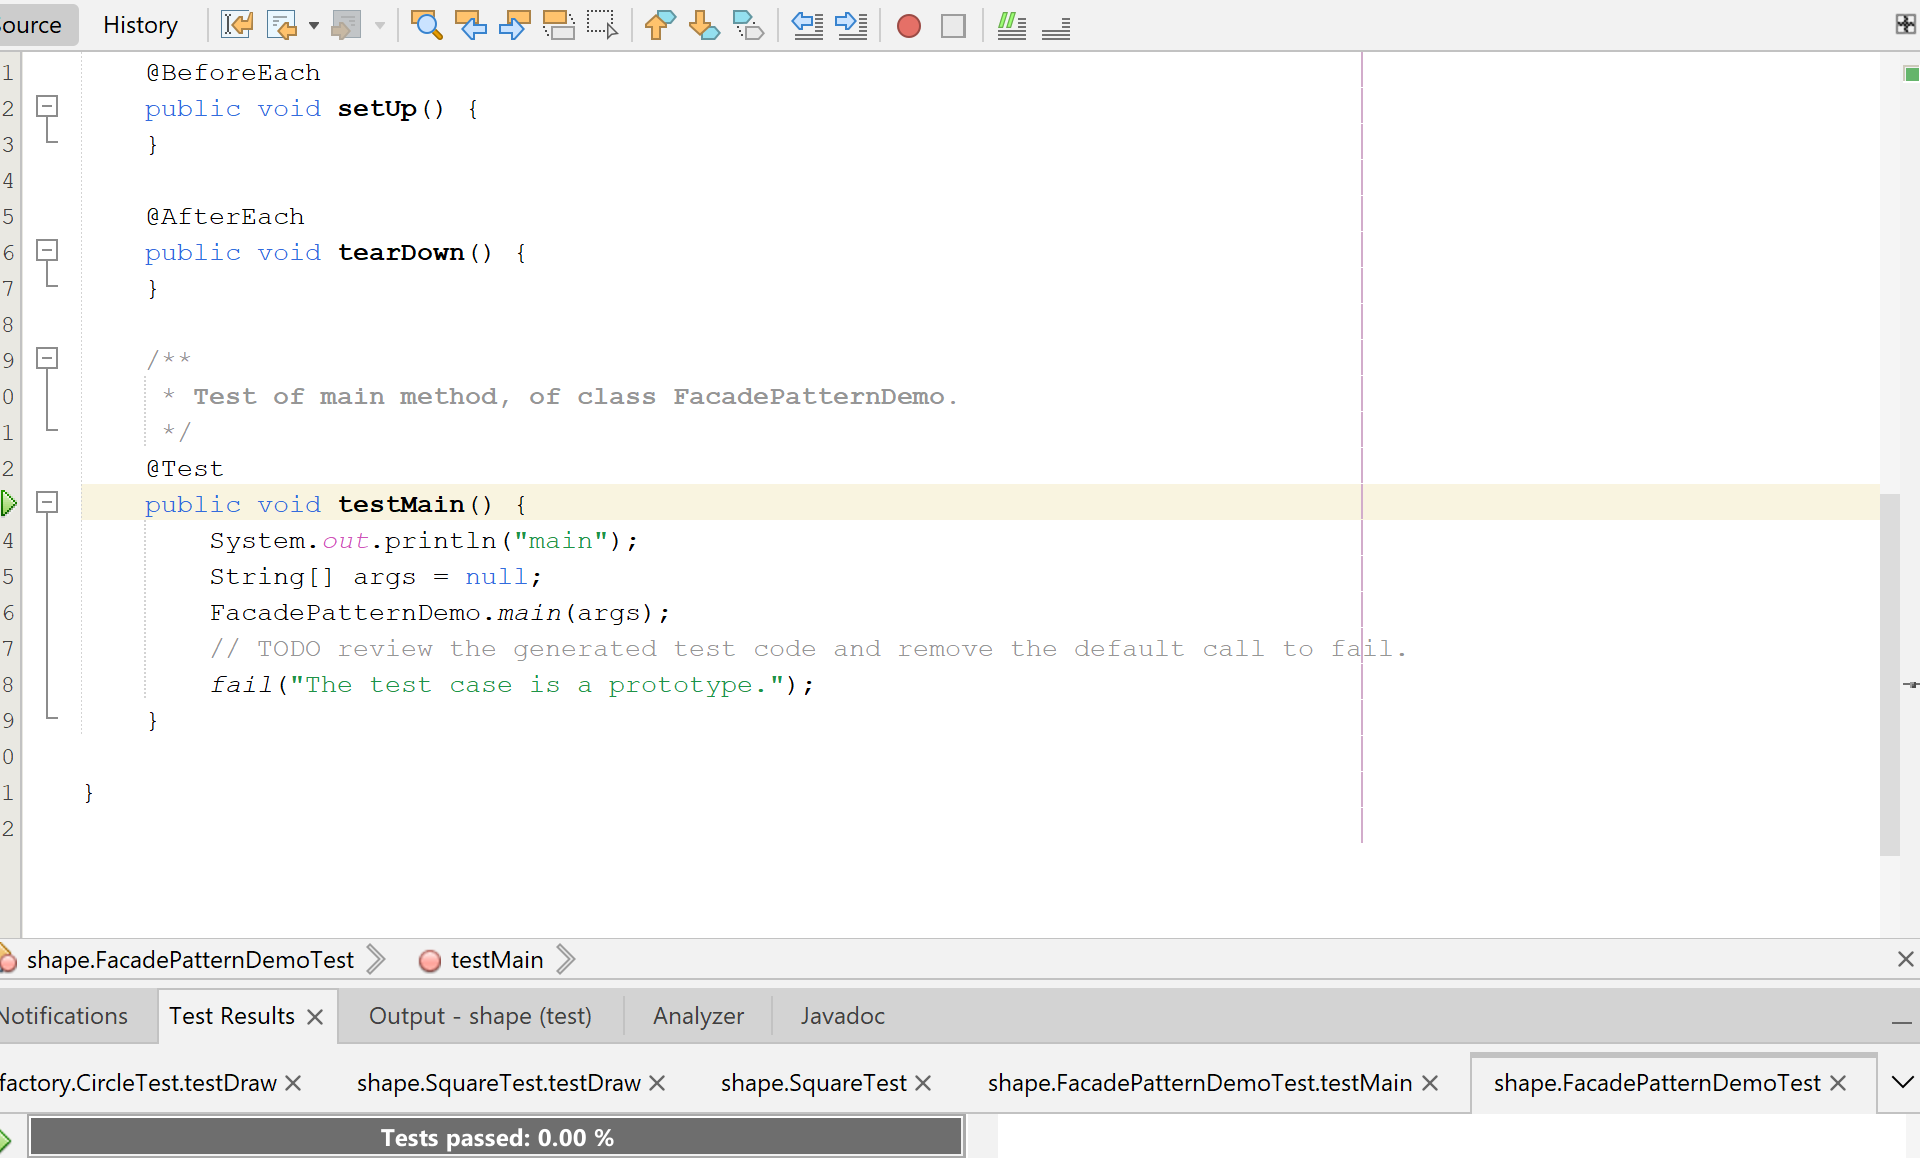 ource History
1 @BeforeEach
2 public void setUp() {
3 }
4
5 @AfterEach
6 public void tearDown() {
7 }
8
9 /**
0 * Test of main method, of class FacadePatternDemo.
1 */
2 @Test
public void testMain() {
4 System.out.println("main");
5 String[] args = null;
6 FacadePatternDemo.main(args);
7 // TODO review the generated test code and remove the default call to fail.
8 fail("The test case is a prototype.");
9 }
0
1 }
2
shape.FacadePatternDemoTest testMain
Notifications Test Results Output - shape (test) Analyzer Javadoc
factory.CircleTest.testDraw shape.SquareTest.testDraw shape.SquareTest shape.FacadePatternDemoTest.testMain shape.FacadePatternDemoTest
Tests passed: 0.00 %